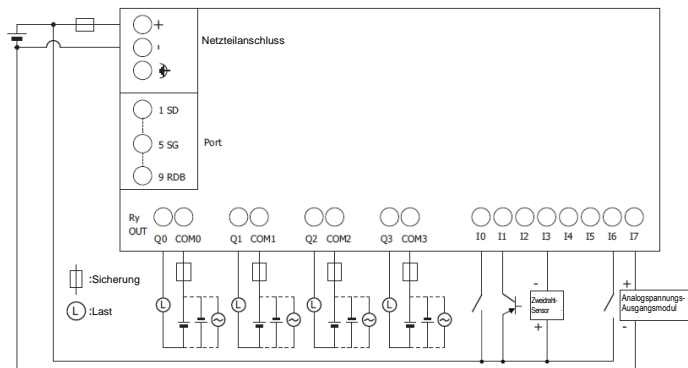 +
Netzteilanschluss
-
1 SD
5 SG
Port
9 RDB
Ry
OUT
Q0 COM0 Q1 COM1 Q2 COM2 Q3 COM3 I0 I1 I2 I3 I4 I5 I6 I7
:Sicherung
L :Last
L L L L
-
Zweidraht-
Sensor
+
+
Analogspannungs-
Ausgangsmodul
-